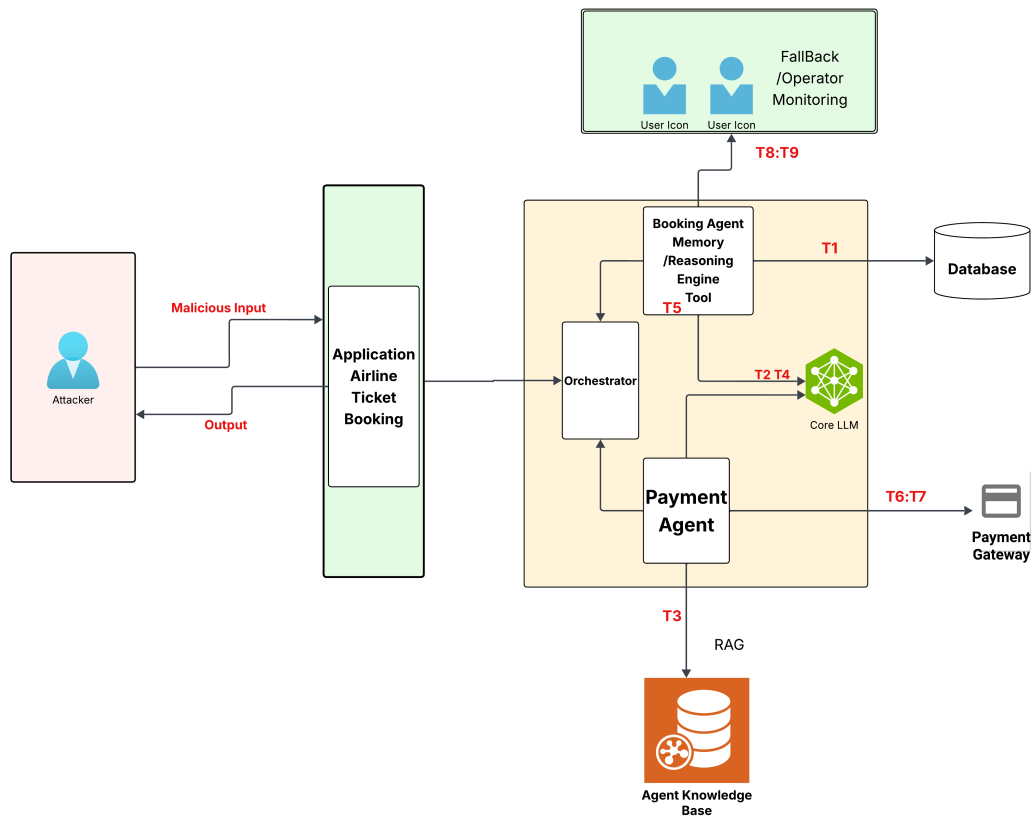 FallBack
/Operator
Monitoring
User Icon
User Icon
T8:T9
Booking Agent
Memory
/Reasoning
Engine
Tool
T5
T1
Database
Malicious Input
Attacker
Output
Application
Airline
Ticket
Booking
Orchestrator
T2 T4
Core LLM
Payment
Agent
T6:T7
Payment
Gateway
T3
RAG
Agent Knowledge
Base